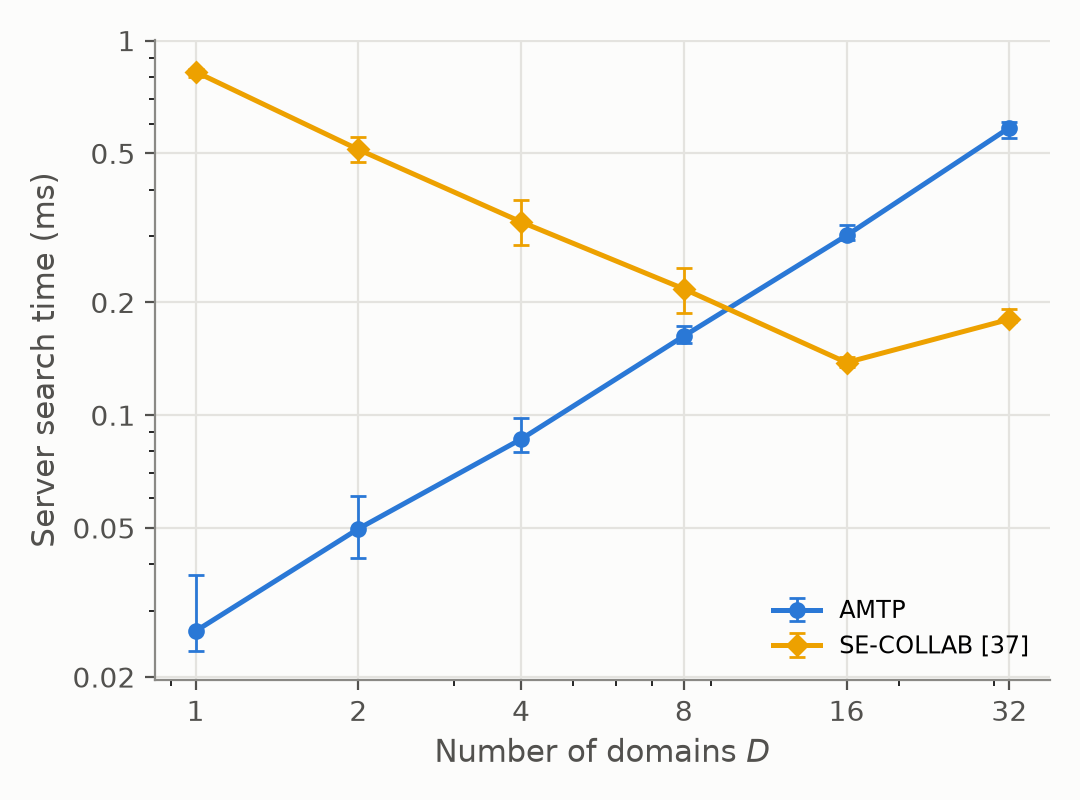 1
0.5
0.2
0.1
0.05
0.02
Server search time (ms)
1 2 4 8 16 32
Number of domains D
AMTP
SE-COLLAB [37]